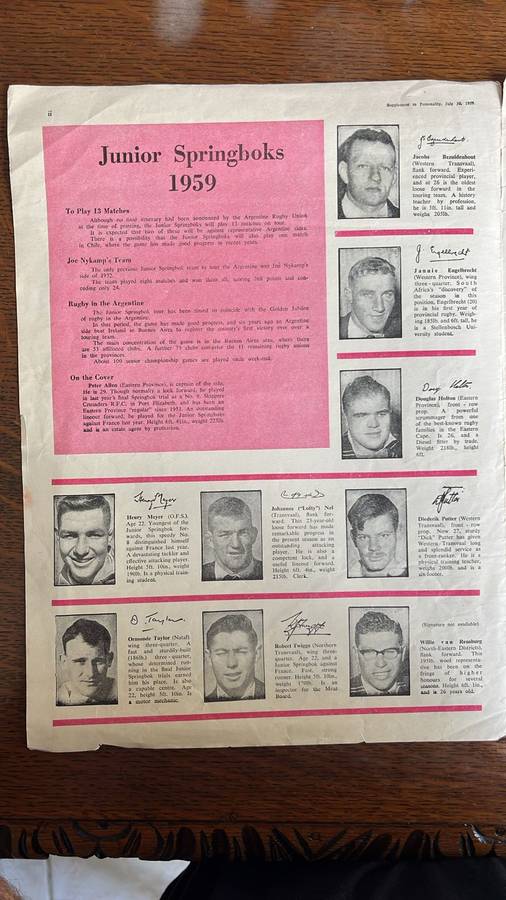 ii
Supplement to Personality, July 30, 1959
Junior Springboks
1959
To Play 13 Matches
Although no final itinerary had been announced by the Argentine Rugby Union
at the time of printing, the Junior Springboks will play 13 matches on tour.
It is expected that two of these will be against representative Argentine sides.
There is a possibility that the Junior Springboks will also play one match
in Chile, where the game has made good progress in recent years.
Joe Nykamp's Team
The only previous Junior Springbok team to tour the Argentine was Joe Nykamp's
side of 1932.
The team played eight matches and won them all, scoring 268 points and con-
ceding only 24.
Rugby in the Argentine
The Junior Springbok tour has been timed to coincide with the Golden Jubilee
of rugby in the Argentine.
In that period, the game has made good progress, and six years ago an Argentine
side beat Ireland in Buenos Aires to register the country's first victory ever over a
touring team.
The main concentration of the game is in the Buenos Aires area, where there
are 53 affiliated clubs. A further 75 clubs comprise the 11 remaining rugby unions
in the provinces.
About 100 senior championship games are played each week-end.
On the Cover
Peter Allen (Eastern Province), is captain of the side.
He is 29. Though normally a lock forward, he played
in last year's final Springbok trial as a No. 8. Skippers
Crusaders R.F.C. in Port Elizabeth, and has been an
Eastern Province "regular" since 1951. An outstanding
lineout forward, he played for the Junior Springboks
against France last year. Height 6ft. 4½in., weight 225lb.
and is an estate agent by profession.
J. Bezuidenhout
Jacobs Bezuidenhout
(Western Transvaal),
flank forward. Experi-
enced provincial player,
and at 26 is the oldest
loose forward in the
touring team. A history
teacher by profession,
he is 5ft. 11in. tall and
weighs 205lb.
J. Engelbrecht
Jannie Engelbrecht
(Western Province), wing
three-quarter. South
Africa's "discovery" of
the season in this
position, Engelbrecht (20)
is in his first year of
provincial rugby. Weigh-
ing 185lb. and 6ft. tall, he
is a Stellenbosch Uni-
versity student.
Doug Holton
Douglas Holton (Eastern
Province), front-row
prop. A powerful
scrummager from one
of the best-known rugby
families in the Eastern
Cape. Is 26, and a
Diesel fitter by trade.
Weight 218lb., height
6ft.
Henry Meyer
Henry Meyer (O.F.S.).
Age 22. Youngest of the
Junior Springbok for-
wards, this speedy No.
8 distinguished himself
against France last year.
A devastating tackler and
effective attacking player.
Height 5ft. 10in., weight
190lb. Is a physical train-
ing student.
Johannes ("Lofty") Nel
(Transvaal), flank for-
ward. This 23-year-old
loose forward has made
remarkable progress in
the present season as an
outstanding attacking
player. He is also a
competent lock, and a
useful lineout forward.
Height 6ft. 4in., weight
215lb. Clerk.
Diederik Putter (Western
Transvaal), front-row
prop. Now 27, sturdy
"Dick" Putter has given
Western Transvaal long
and splendid service as
a front-ranker. He is a
physical training teacher,
weighs 200lb. and is a
six-footer.
O. Taylor
Ormonde Taylor (Natal)
wing three-quarter. A
fast and sturdily-built
(186lb.) three-quarter,
whose determined run-
ning in the final Junior
Springbok trials earned
him his place. Is also
a capable centre. Age
22, height 5ft. 10in. Is
a motor mechanic.
Robert Twiggs (Northern
Transvaal), wing three-
quarter. Age 22, and a
Junior Springbok against
France. Fast, strong
runner. Height 5ft. 10in.,
weight 170lb. Is an
inspector for the Meat
Board.
(Signature not available)
Willie van Rensburg
(North-Eastern Districts),
flank forward. This
195lb. wool representa-
tive has been on the
fringe of higher
honours for several
seasons. Height 6ft. 1in.,
and is 26 years old.